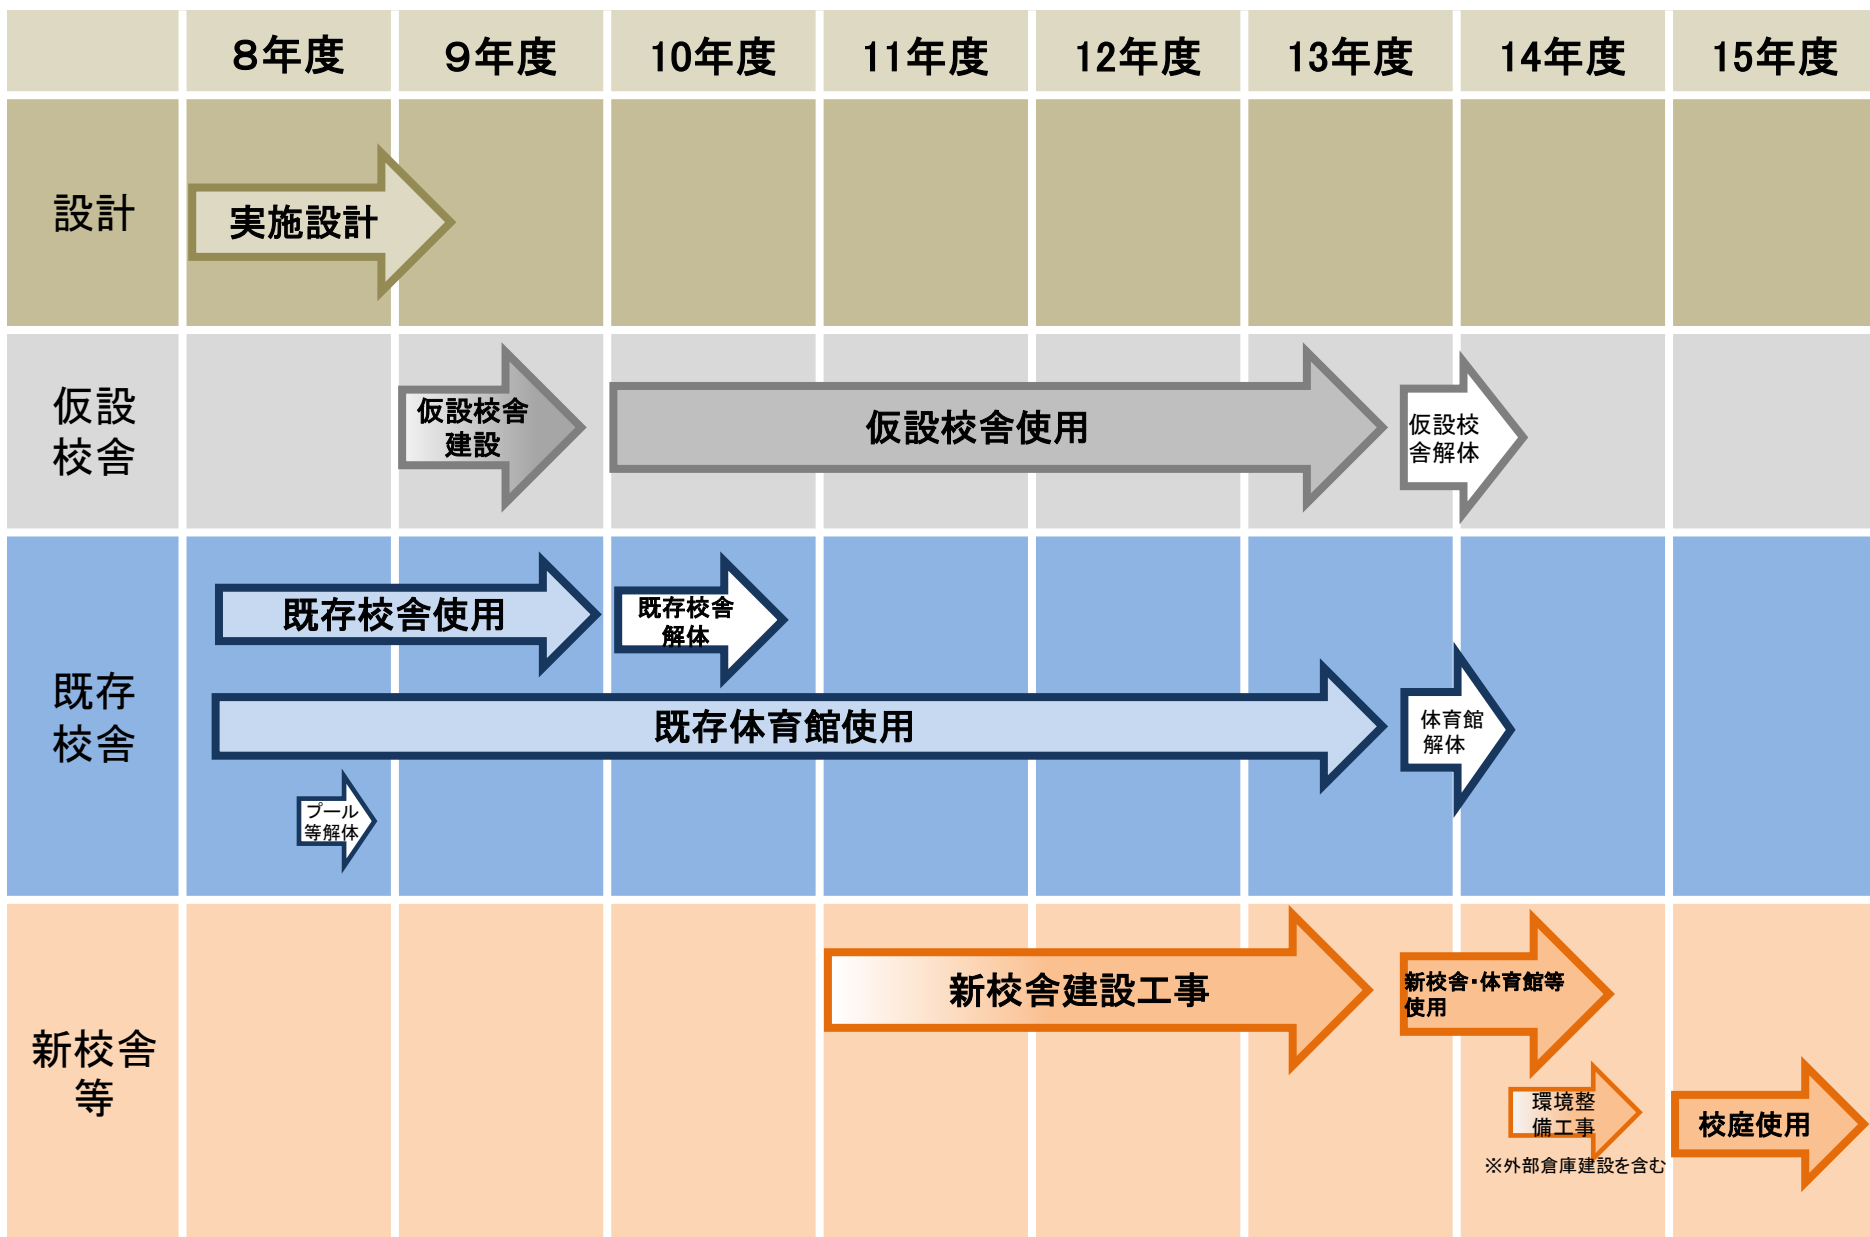 ８年度
９年度
10年度
11年度
12年度
13年度
14年度
15年度
設計
実施設計
仮設
校舎
仮設校舎
建設
仮設校舎使用
仮設校
舎解体
既存
校舎
既存校舎使用
既存校舎
解体
既存体育館使用
体育館
解体
プール
等解体
新校舎
等
新校舎建設工事
新校舎・体育館等
使用
環境整
備工事
※外部倉庫建設を含む
校庭使用